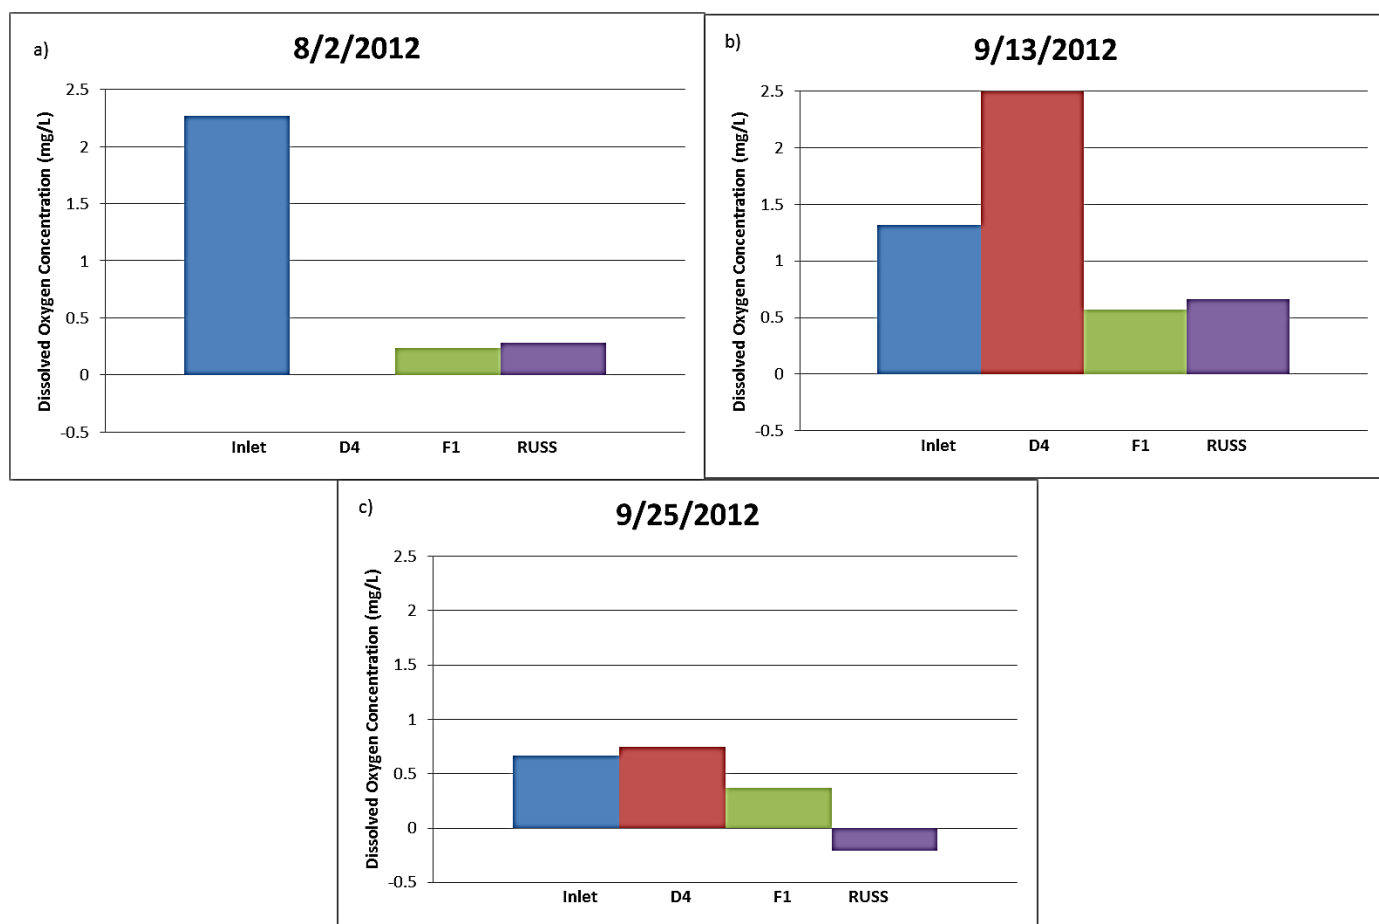 a)
8/2/2012
Dissolved Oxygen Concentration (mg/L)
2.5
2
1.5
1
0.5
0
-0.5
Inlet D4 F1 RUSS
b)
9/13/2012
Dissolved Oxygen Concentration (mg/L)
2.5
2
1.5
1
0.5
0
-0.5
Inlet D4 F1 RUSS
c)
9/25/2012
Dissolved Oxygen Concentration (mg/L)
2.5
2
1.5
1
0.5
0
-0.5
Inlet D4 F1 RUSS